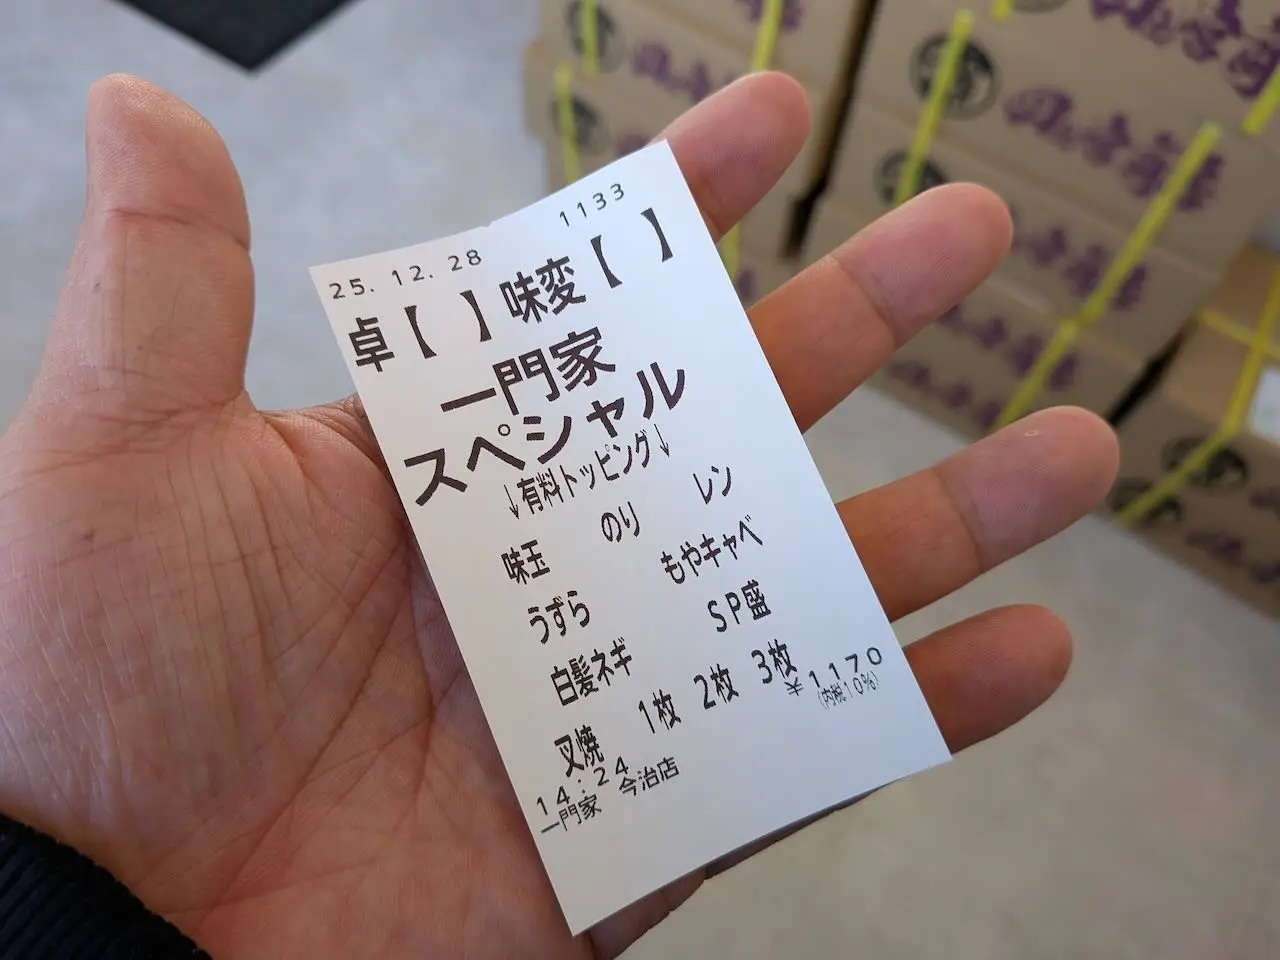 25.12.28 1133
卓【 】味変【 】
一門家
スペシャル
↓有料トッピング↓
味玉 のり レン
うずら もやキャベ
白髪ネギ SP盛
叉焼 1枚 2枚 3枚
¥1170
(内税10%)
14:24
一門家 今治店